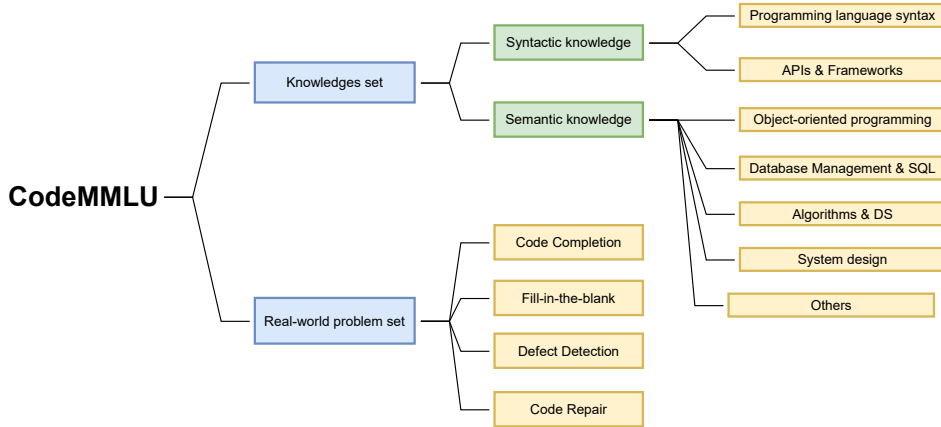 CodeMMLU
Knowledges set
Syntactic knowledge
Programming language syntax
APIs & Frameworks
Semantic knowledge
Object-oriented programming
Database Management & SQL
Algorithms & DS
System design
Others
Real-world problem set
Code Completion
Fill-in-the-blank
Defect Detection
Code Repair